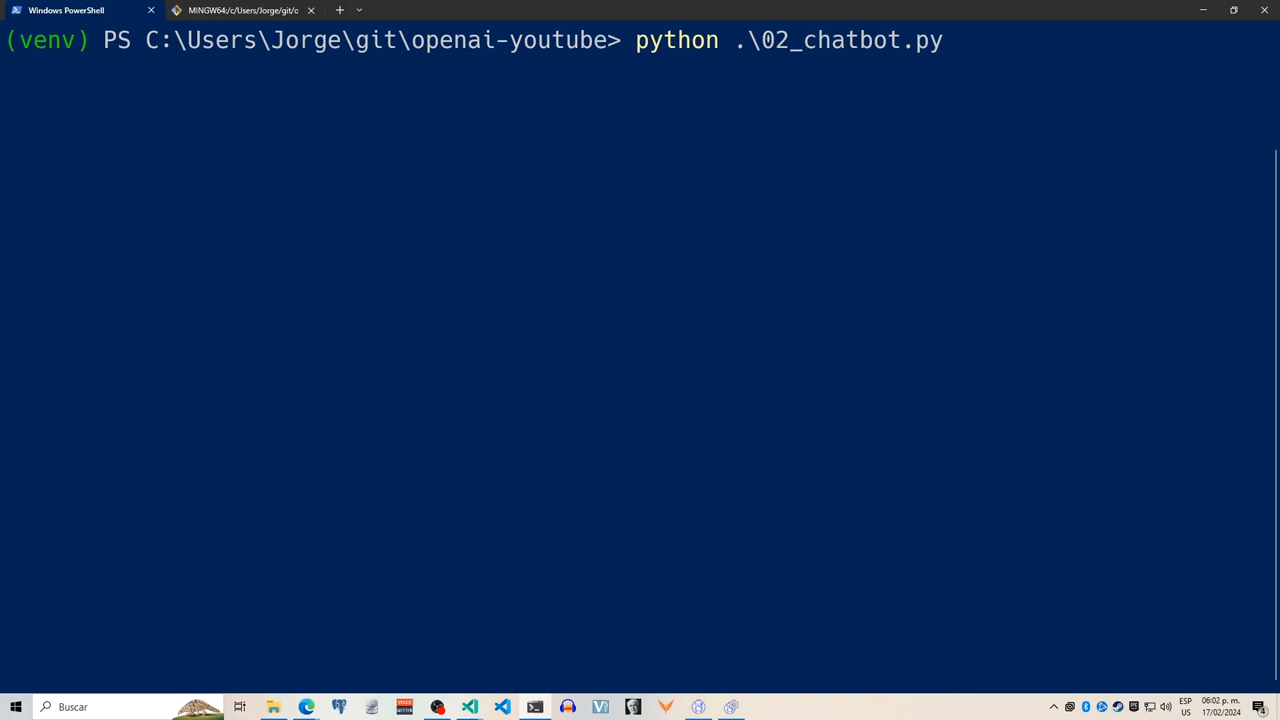 Windows PowerShell
MINGW64:/c/Users/Jorge/git/c
(venv) PS C:\Users\Jorge\git\openai-youtube> python .\02_chatbot.py
Buscar
ESP
US
06:02 p. m.
17/02/2024